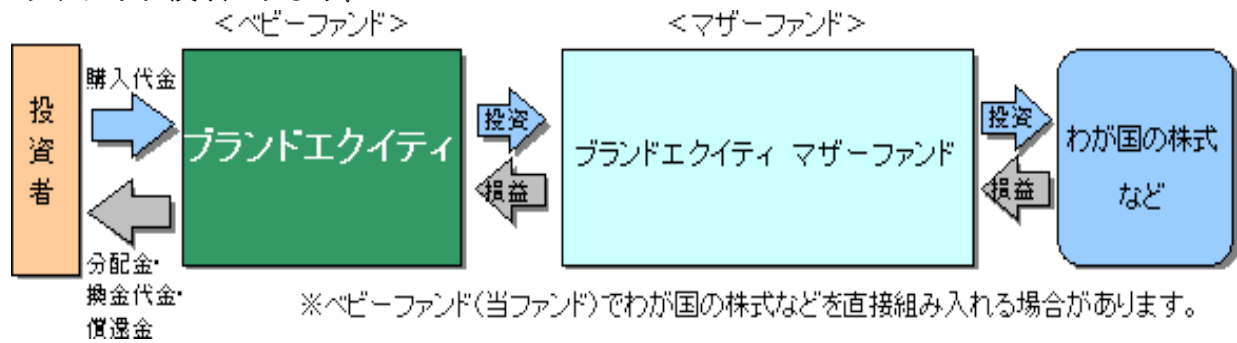 <ベビーファンド>
<マザーファンド>
投資者
購入代金
ブランドエクイティ
投資
損益
ブランドエクイティ マザーファンド
投資
損益
わが国の株式
など
分配金・
換金代金・
償還金
※ベビーファンド(当ファンド)でわが国の株式などを直接組み入れる場合があります。